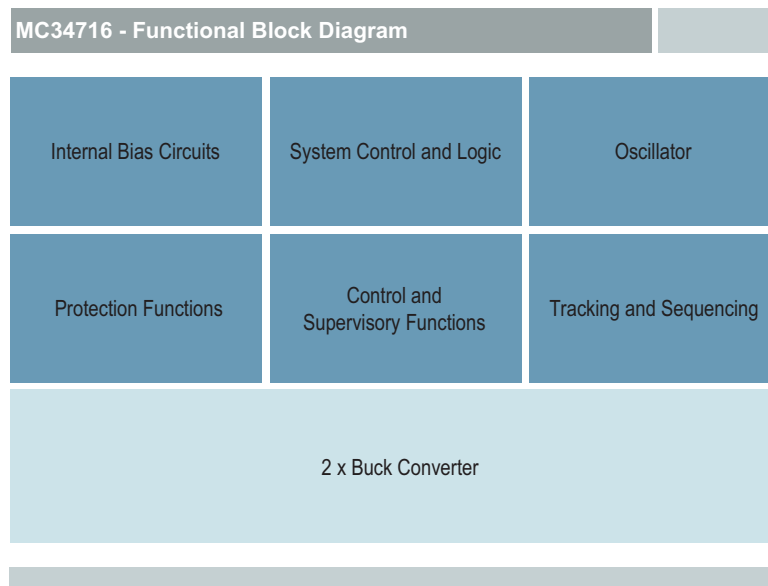 MC34716 - Functional Block Diagram
Internal Bias Circuits
System Control and Logic
Oscillator
Protection Functions
Control and
Supervisory Functions
Tracking and Sequencing
2 x Buck Converter